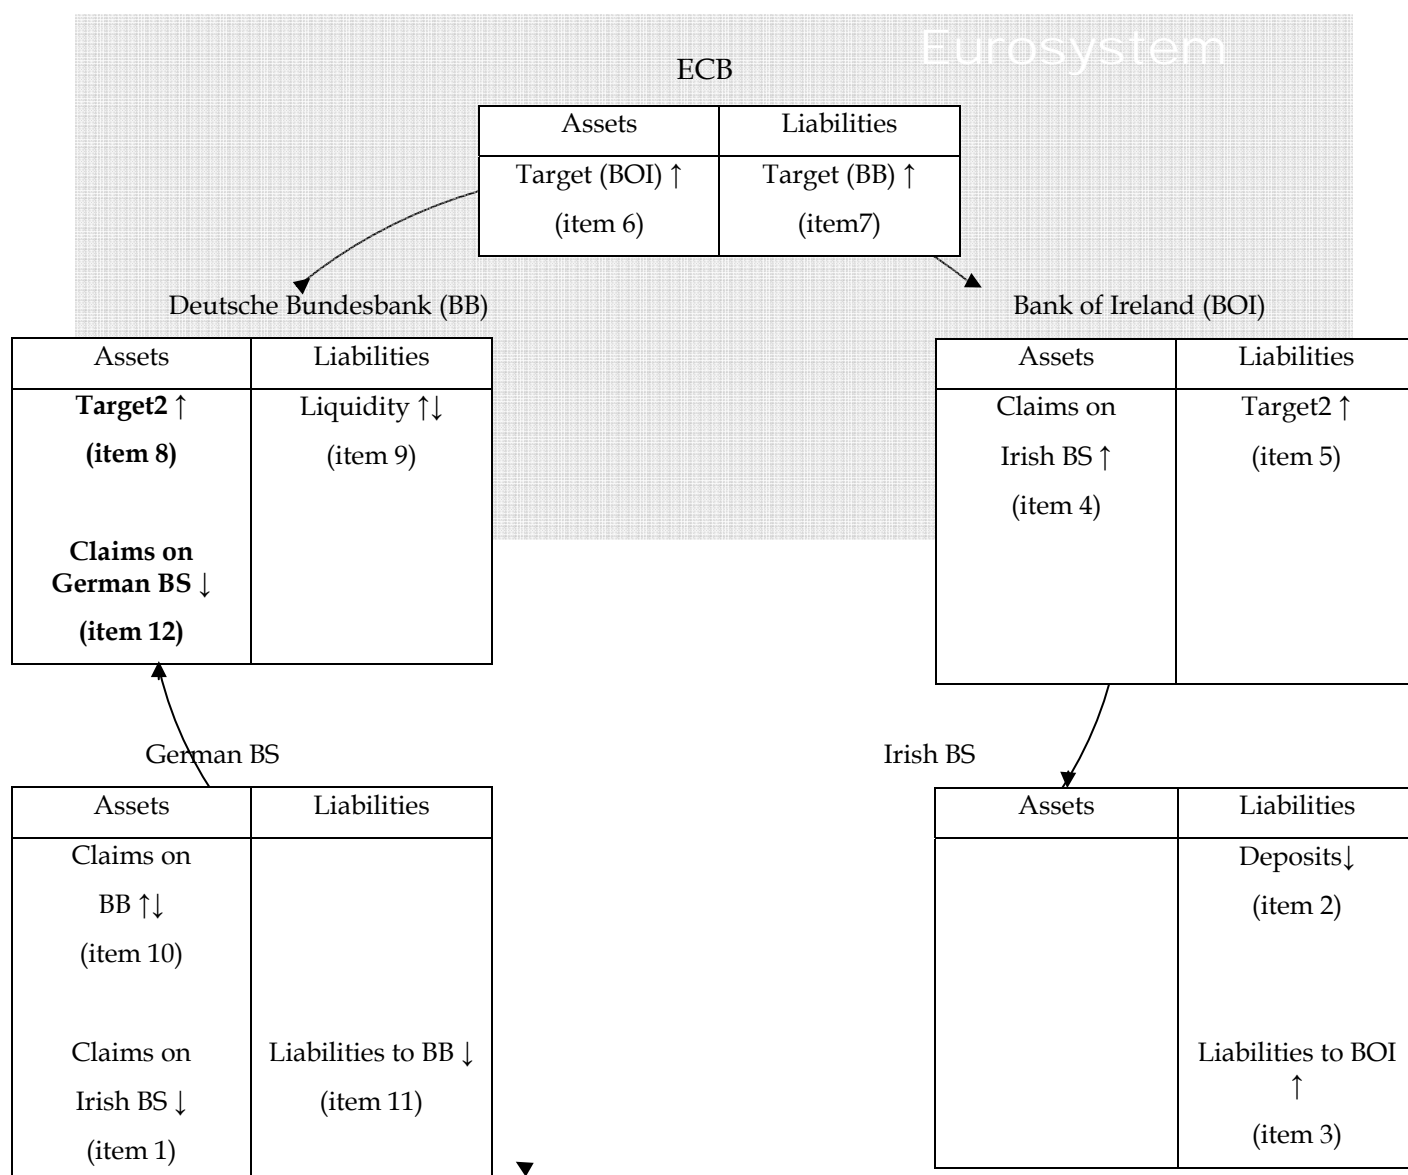 Eurosystem
ECB
Assets
Liabilities
Target (BOI) ↑
(item 6)
Target (BB) ↑
(item7)
Deutsche Bundesbank (BB)
Assets
Liabilities
Target2 ↑
(item 8)
Claims on
German BS ↓
(item 12)
Liquidity ↑↓
(item 9)
Bank of Ireland (BOI)
Assets
Liabilities
Claims on
Irish BS ↑
(item 4)
Target2 ↑
(item 5)
German BS
Assets
Liabilities
Claims on
BB ↑↓
(item 10)
Claims on
Irish BS ↓
(item 1)
Liabilities to BB ↓
(item 11)
Irish BS
Assets
Liabilities
Deposits↓
(item 2)
Liabilities to BOI
↑
(item 3)